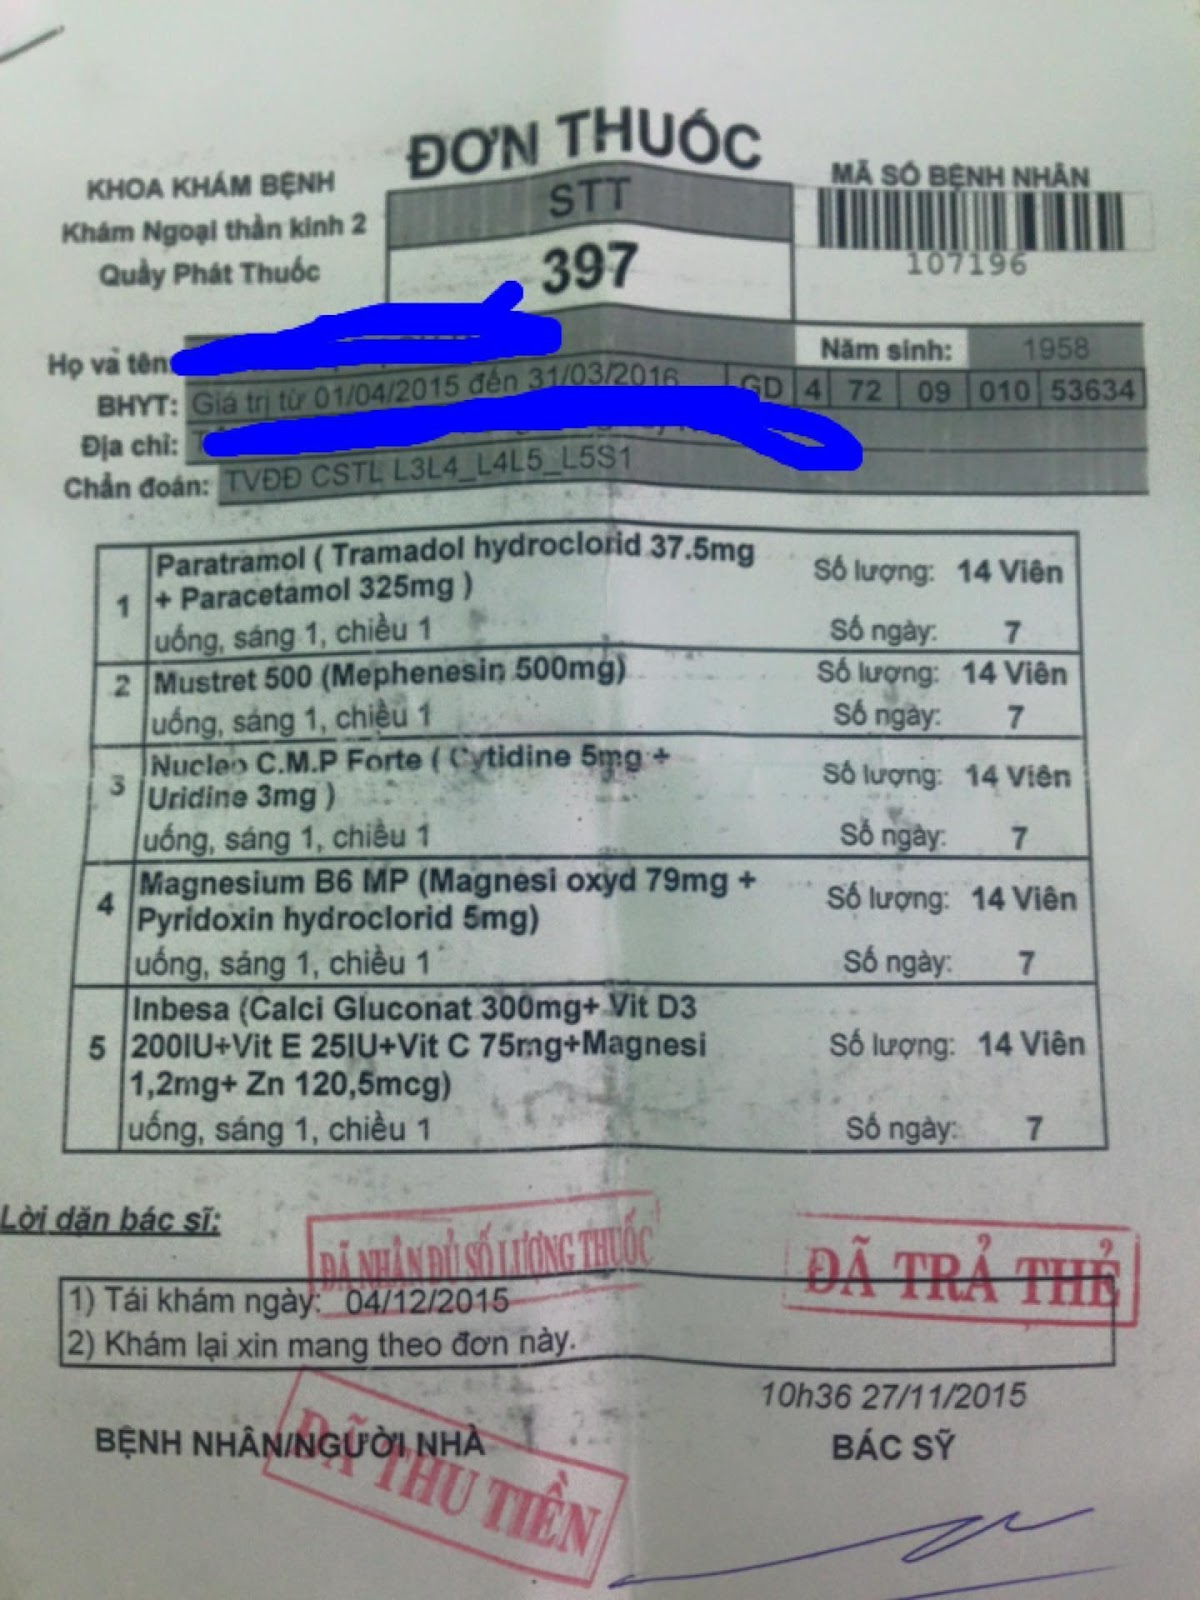 ĐƠN THUỐC
KHOA KHÁM BỆNH
Khám Ngoại thần kinh 2
Quầy Phát Thuốc
STT
397
MÃ SỐ BỆNH NHÂN
107196
Họ và tên:
Năm sinh: 1958
BHYT: Giá trị từ 01/04/2015 đến 31/03/2016 GD 4 72 09 010 53634
Địa chỉ:
Chẩn đoán: TVĐĐ CSTL L3L4_L4L5_L5S1
1 Paratramol ( Tramadol hydroclorid 37.5mg
+ Paracetamol 325mg ) Số lượng: 14 Viên
uống, sáng 1, chiều 1 Số ngày: 7
2 Mustret 500 (Mephenesin 500mg) Số lượng: 14 Viên
uống, sáng 1, chiều 1 Số ngày: 7
3 Nucleo C.M.P Forte ( Cytidine 5mg +
Uridine 3mg ) Số lượng: 14 Viên
uống, sáng 1, chiều 1 Số ngày: 7
4 Magnesium B6 MP (Magnesi oxyd 79mg +
Pyridoxin hydroclorid 5mg) Số lượng: 14 Viên
uống, sáng 1, chiều 1 Số ngày: 7
5 Inbesa (Calci Gluconat 300mg+ Vit D3
200IU+Vit E 25IU+Vit C 75mg+Magnesi
1,2mg+ Zn 120,5mcg) Số lượng: 14 Viên
uống, sáng 1, chiều 1 Số ngày: 7
Lời dặn bác sĩ:
ĐÃ NHẬN ĐỦ SỐ LƯỢNG THUỐC
ĐÃ TRẢ THẺ
1) Tái khám ngày: 04/12/2015
2) Khám lại xin mang theo đơn này.
10h36 27/11/2015
BỆNH NHÂN/NGƯỜI NHÀ
BÁC SỸ
ĐÃ THU TIỀN